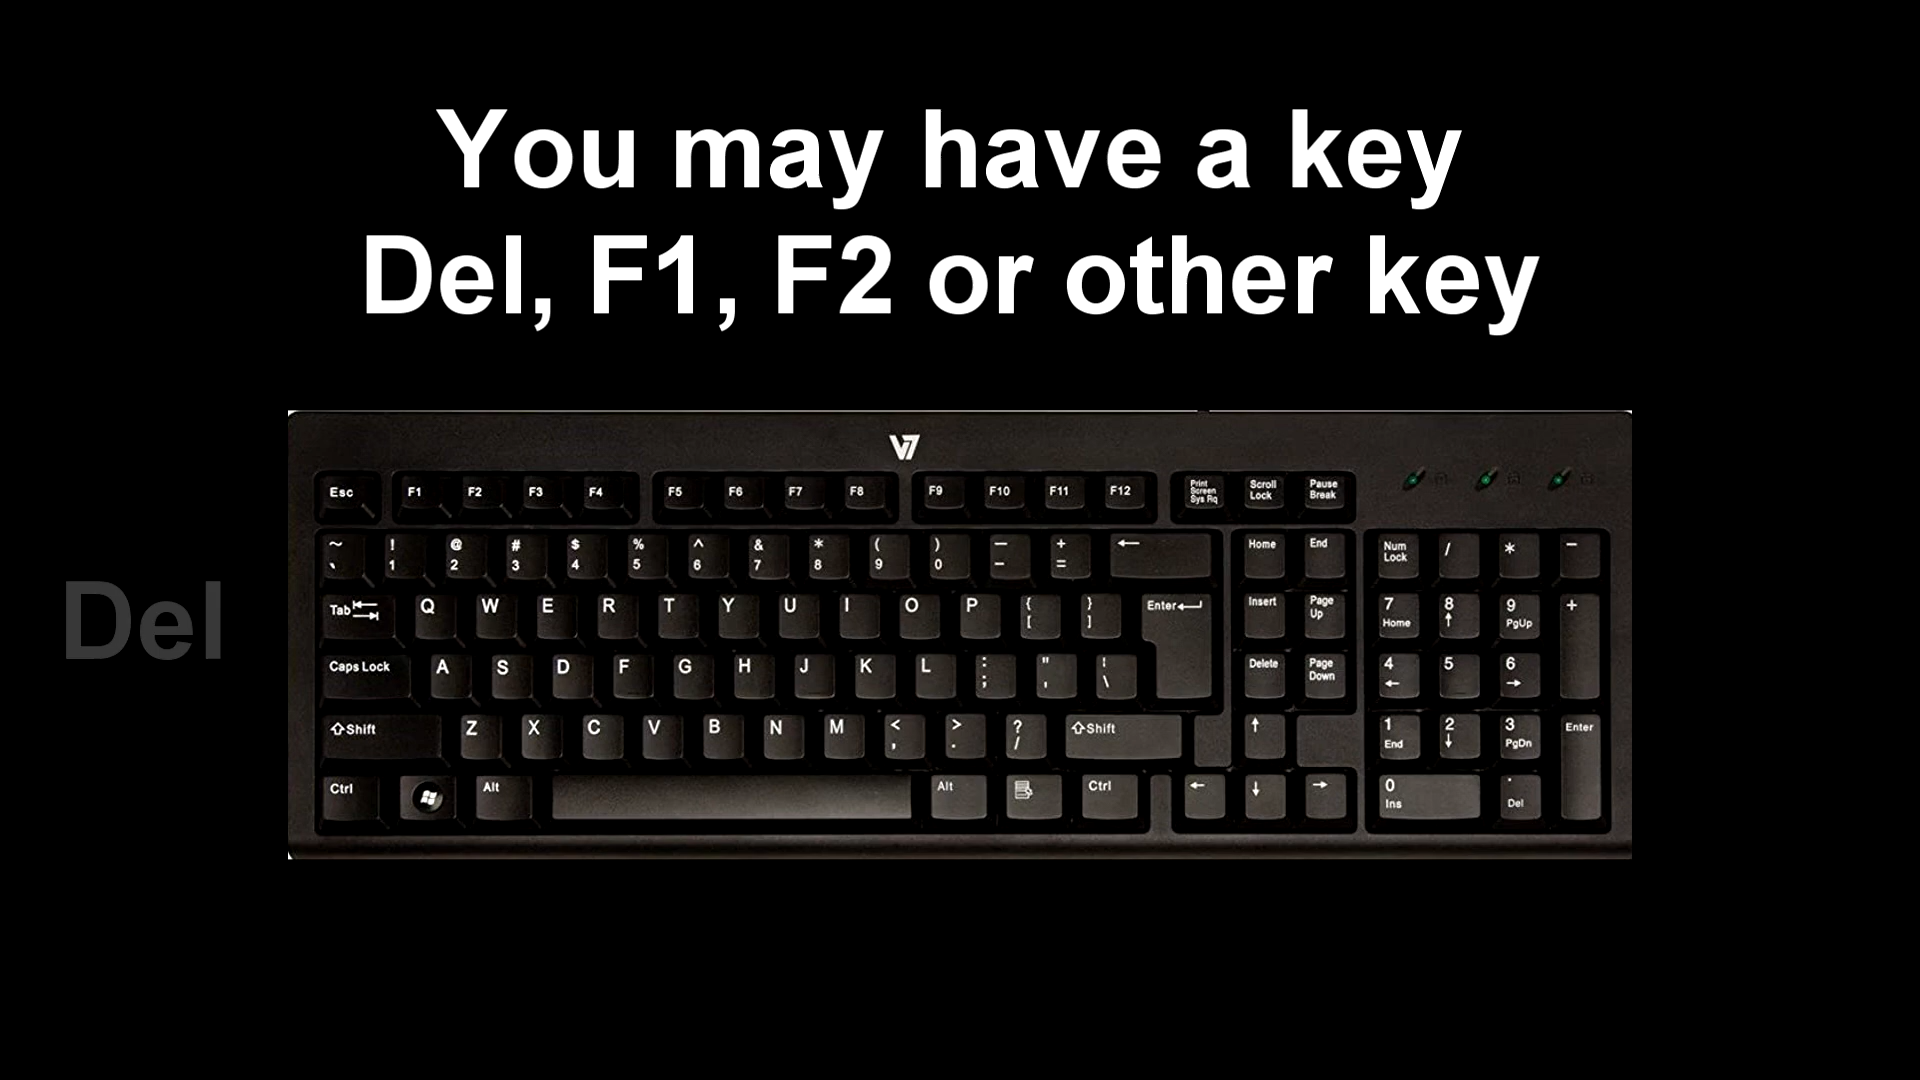 You may have a key
Del, F1, F2 or other key
V7
Esc F1 F2 F3 F4 F5 F6 F7 F8 F9 F10 F11 F12 Print Screen Sys Rq Scroll Lock Pause Break
~ ` ! 1 @ 2 # 3 $ 4 % 5 ^ 6 & 7 * 8 ( 9 ) 0 — – + = ← Home End Num Lock / * –
Del
Tab Q W E R T Y U I O P { [ } ] Enter Insert Page Up 7 Home 8 ↑ 9 PgUp +
Caps Lock A S D F G H J K L : ; " ' ¦ \ Delete Page Down 4 ← 5 6 →
Shift Z X C V B N M < , > . ? / Shift ↑ 1 End 2 ↓ 3 PgDn Enter
Ctrl Alt Alt Ctrl ← ↓ → 0 Ins . Del